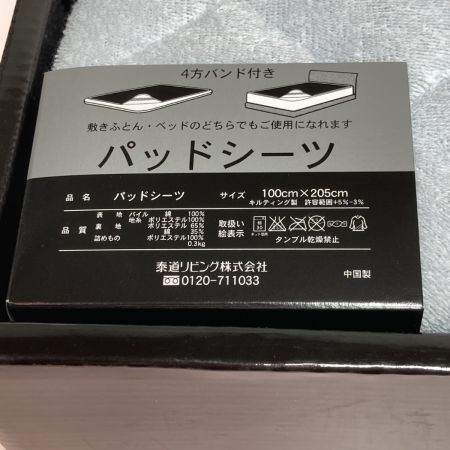 4方バンド付き
敷きふとん・ベッドのどちらでもご使用になれます
パッドシーツ
品名 パッドシーツ サイズ 100cm×205cm
キルティング製 許容範囲+5%-3%
品質 表地 パイル 綿 100%
地糸 ポリエステル100%
裏地 ポリエステル 65%
綿 35%
詰めもの ポリエステル100%
0.3kg
取扱い
絵表示
ネット使用
タンブル乾燥禁止
泰道リビング株式会社
0120-711033
中国製